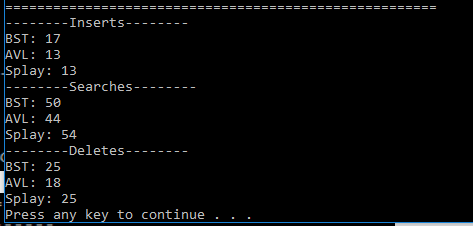 ======================================================
--------Inserts--------
BST: 17
AVL: 13
Splay: 13
--------Searches--------
BST: 50
AVL: 44
Splay: 54
--------Deletes--------
BST: 25
AVL: 18
Splay: 25
Press any key to continue . . .